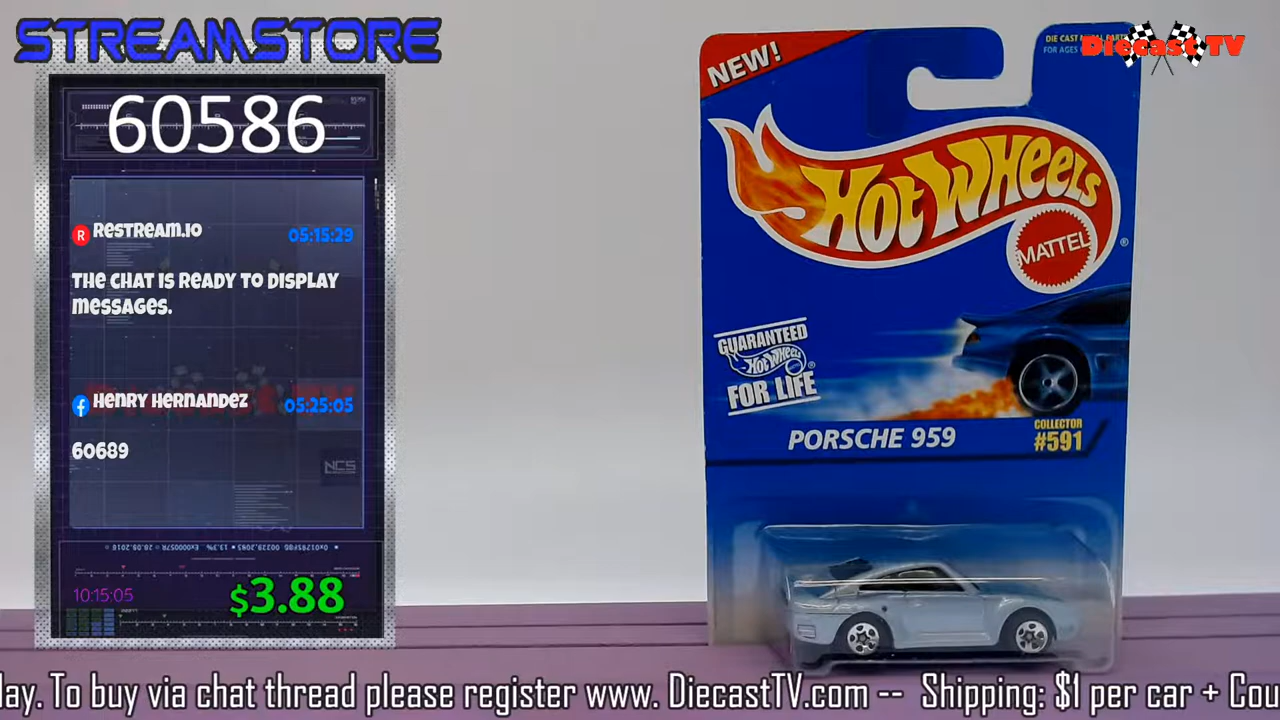 STREAMSTORE
60586
RESTREAM.IO
05:15:29
THE CHAT IS READY TO DISPLAY
MESSAGES.
HENRY HERNANDEZ
05:25:05
60689
NCS
10:15:05
$3.88
Diecast TV
NEW!
HOT WHEELS
MATTEL
®
GUARANTEED
HOT WHEELS
FOR LIFE
PORSCHE 959
COLLECTOR
#591
lay. To buy via chat thread please register www. DiecastTV.com -- Shipping: $1 per car + Cou